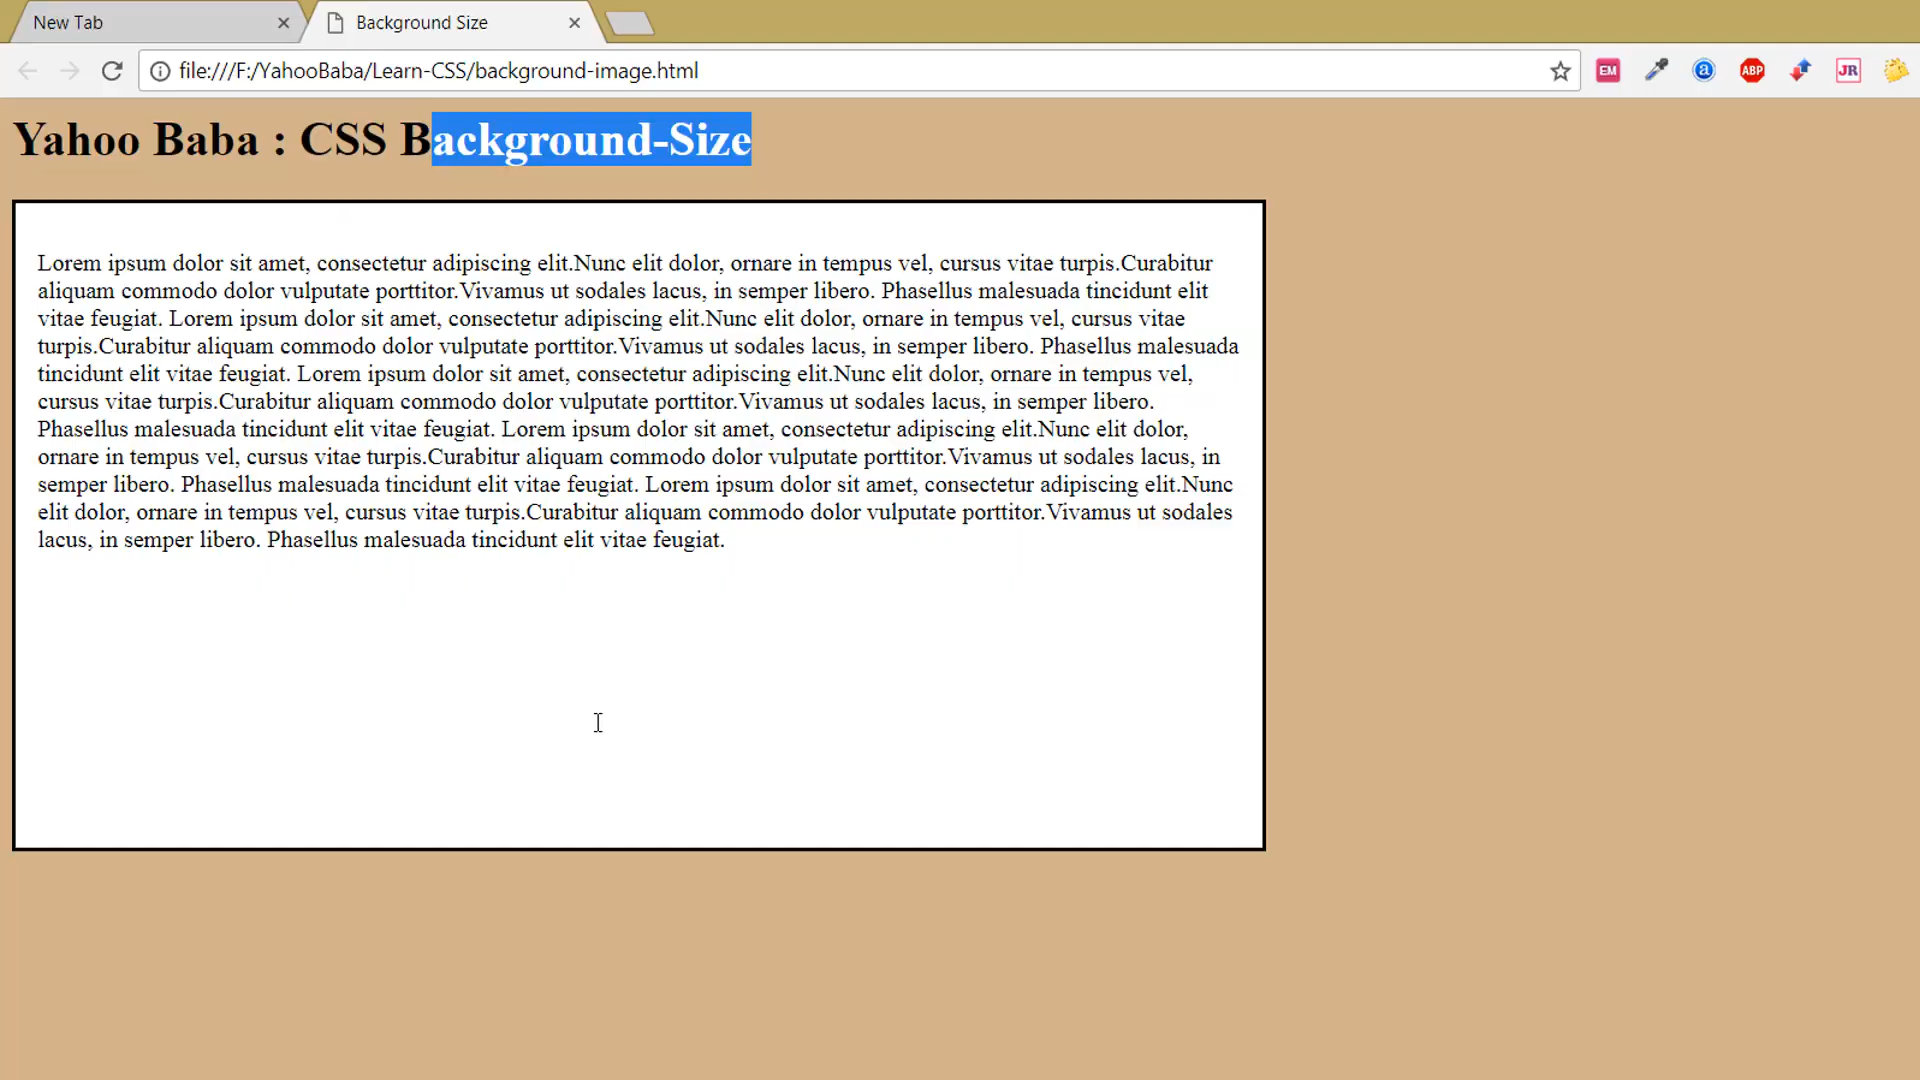 New Tab
Background Size
file:///F:/YahooBaba/Learn-CSS/background-image.html
EM
a
ABP
JR
Yahoo Baba : CSS Background-Size
Lorem ipsum dolor sit amet, consectetur adipiscing elit.Nunc elit dolor, ornare in tempus vel, cursus vitae turpis.Curabitur
aliquam commodo dolor vulputate porttitor.Vivamus ut sodales lacus, in semper libero. Phasellus malesuada tincidunt elit
vitae feugiat. Lorem ipsum dolor sit amet, consectetur adipiscing elit.Nunc elit dolor, ornare in tempus vel, cursus vitae
turpis.Curabitur aliquam commodo dolor vulputate porttitor.Vivamus ut sodales lacus, in semper libero. Phasellus malesuada
tincidunt elit vitae feugiat. Lorem ipsum dolor sit amet, consectetur adipiscing elit.Nunc elit dolor, ornare in tempus vel,
cursus vitae turpis.Curabitur aliquam commodo dolor vulputate porttitor.Vivamus ut sodales lacus, in semper libero.
Phasellus malesuada tincidunt elit vitae feugiat. Lorem ipsum dolor sit amet, consectetur adipiscing elit.Nunc elit dolor,
ornare in tempus vel, cursus vitae turpis.Curabitur aliquam commodo dolor vulputate porttitor.Vivamus ut sodales lacus, in
semper libero. Phasellus malesuada tincidunt elit vitae feugiat. Lorem ipsum dolor sit amet, consectetur adipiscing elit.Nunc
elit dolor, ornare in tempus vel, cursus vitae turpis.Curabitur aliquam commodo dolor vulputate porttitor.Vivamus ut sodales
lacus, in semper libero. Phasellus malesuada tincidunt elit vitae feugiat.